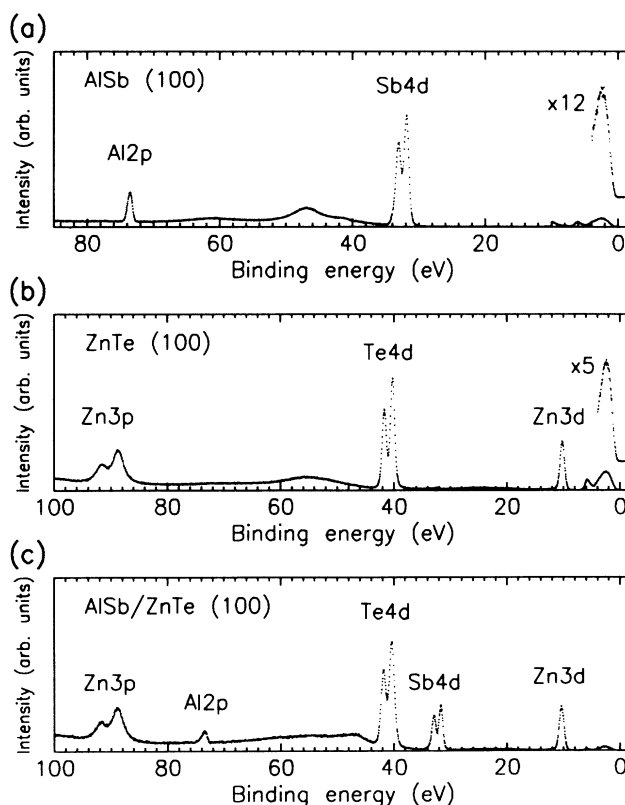 (a)
AlSb (100)
Sb4d
x12
Al2p
Intensity (arb. units)
80 60 40 20 0
Binding energy (eV)
(b)
ZnTe (100)
Te4d
x5
Zn3p
Zn3d
Intensity (arb. units)
100 80 60 40 20 0
Binding energy (eV)
(c)
AlSb/ZnTe (100)
Te4d
Zn3p
Al2p
Sb4d
Zn3d
Intensity (arb. units)
100 80 60 40 20 0
Binding energy (eV)